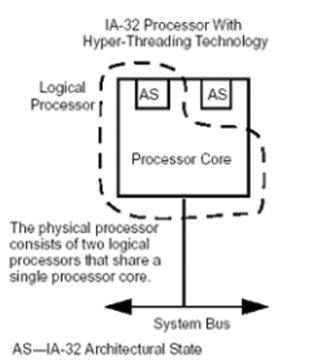 IA-32 Processor With
Hyper-Threading Technology
Logical
Processor
AS
AS
Processor Core
The physical processor
consists of two logical
processors that share a
single processor core.
System Bus
AS—IA-32 Architectural State